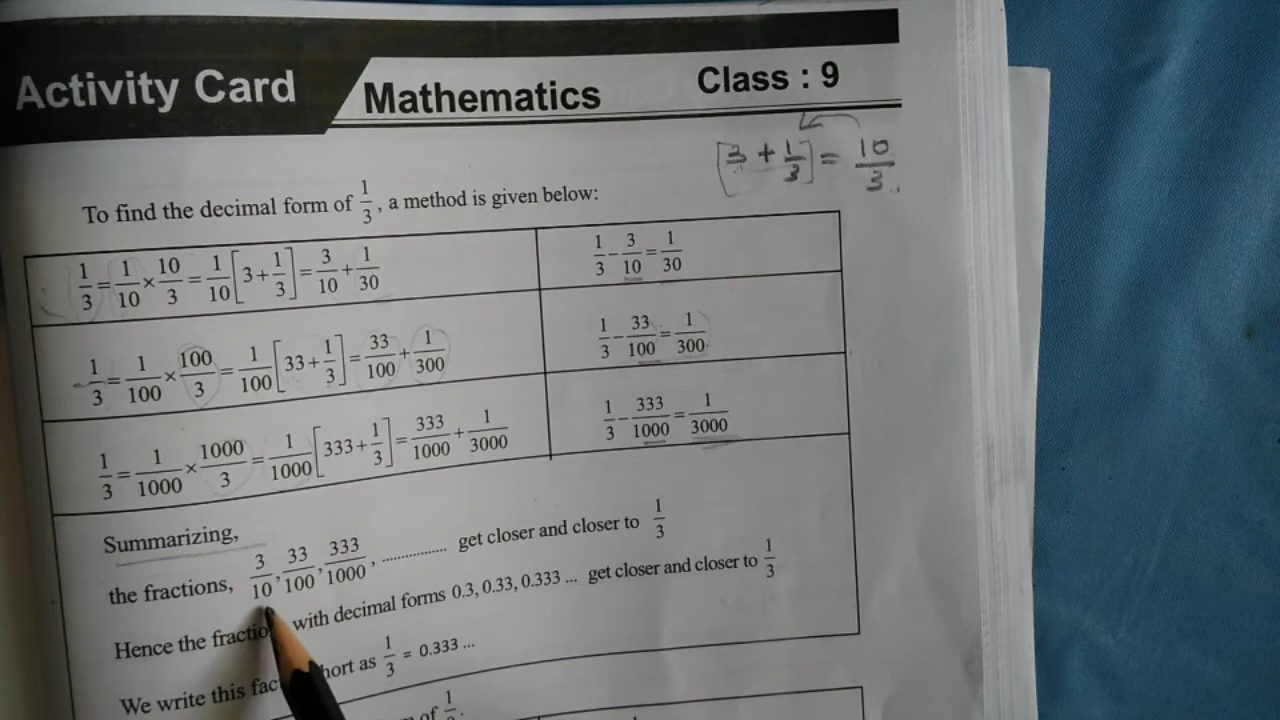 Activity Card
Mathematics
Class : 9
[3 + 1/3] = 10/3
To find the decimal form of 1/3, a method is given below:
1/3 = 1/10 × 10/3 = 1/10 [3 + 1/3] = 3/10 + 1/30
1/3 − 3/10 = 1/30
1/3 = 1/100 × 100/3 = 1/100 [33 + 1/3] = 33/100 + 1/300
1/3 − 33/100 = 1/300
1/3 = 1/1000 × 1000/3 = 1/1000 [333 + 1/3] = 333/1000 + 1/3000
1/3 − 333/1000 = 1/3000
Summarizing,
the fractions, 3/10, 33/100, 333/1000, ................. get closer and closer to 1/3
Hence the with decimal forms 0.3, 0.33, 0.333 ... get closer and closer to 1/3
We write this as 1/3 = 0.333 ...
of